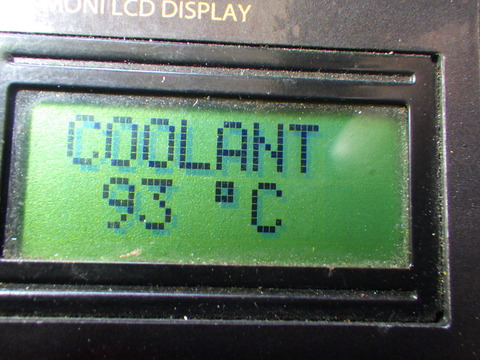 MONI LCD DISPLAY
COOLANT
93 °C